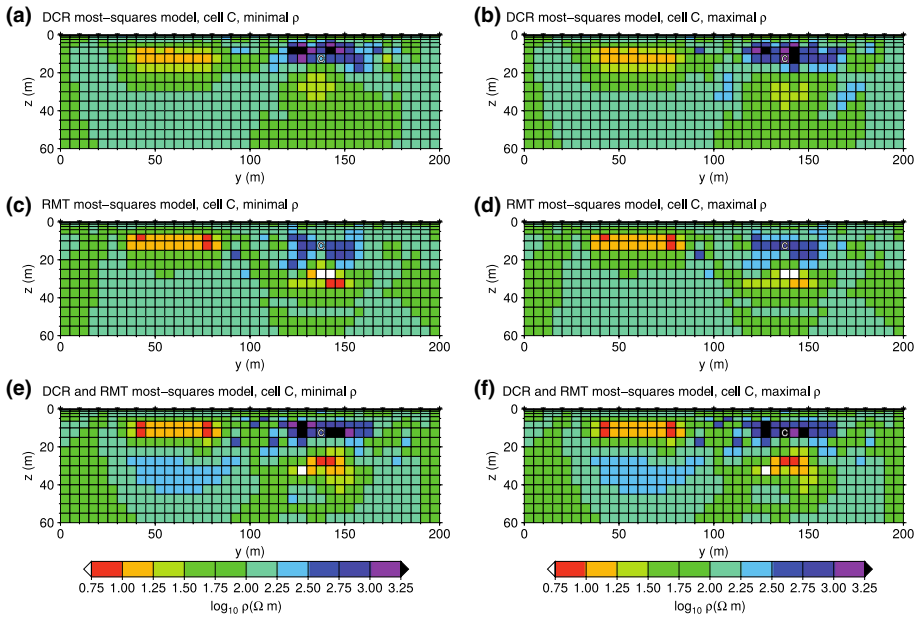 (a) DCR most−squares model, cell C, minimal ρ
0
20
40
60
z (m)
C
0 50 100 150 200
y (m)
(b) DCR most−squares model, cell C, maximal ρ
0
20
40
60
z (m)
C
0 50 100 150 200
y (m)
(c) RMT most−squares model, cell C, minimal ρ
0
20
40
60
z (m)
C
0 50 100 150 200
y (m)
(d) RMT most−squares model, cell C, maximal ρ
0
20
40
60
z (m)
C
0 50 100 150 200
y (m)
(e) DCR and RMT most−squares model, cell C, minimal ρ
0
20
40
60
z (m)
C
0 50 100 150 200
y (m)
(f) DCR and RMT most−squares model, cell C, maximal ρ
0
20
40
60
z (m)
C
0 50 100 150 200
y (m)
0.75 1.00 1.25 1.50 1.75 2.00 2.25 2.50 2.75 3.00 3.25
log10 ρ(Ω m)
0.75 1.00 1.25 1.50 1.75 2.00 2.25 2.50 2.75 3.00 3.25
log10 ρ(Ω m)